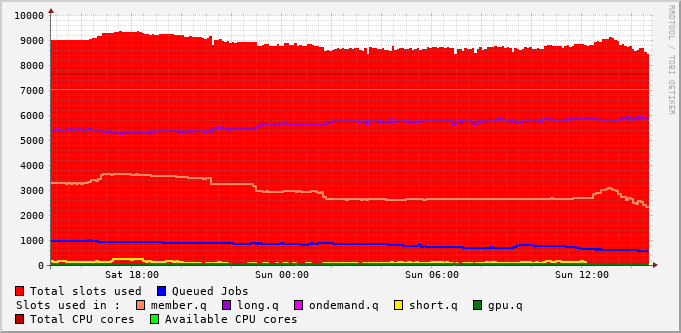 10000
9000
8000
7000
6000
5000
4000
3000
2000
1000
0
Sat 18:00 Sun 00:00 Sun 06:00 Sun 12:00
RRDTOOL / TOBI OETIKER
Total slots used Queued Jobs
Slots used in : member.q long.q ondemand.q short.q gpu.q
Total CPU cores Available CPU cores